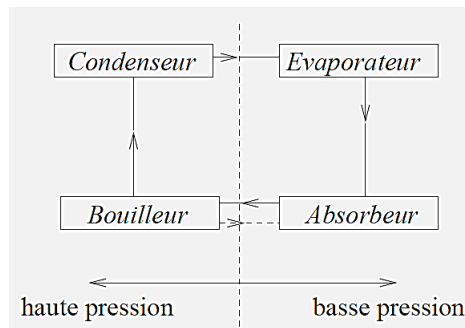 Condenseur
Evaporateur
Bouilleur
Absorbeur
haute pression
basse pression